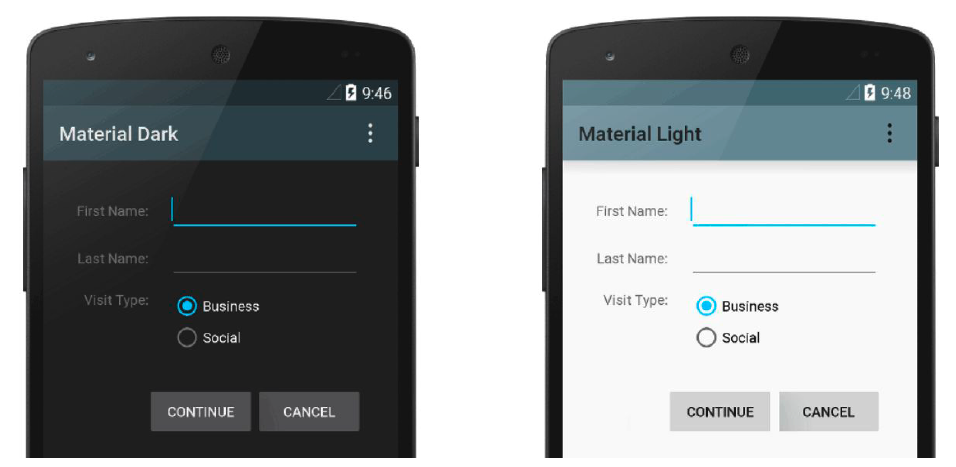 9:46
Material Dark
First Name:
Last Name:
Visit Type:
Business
Social
CONTINUE CANCEL
9:48
Material Light
First Name:
Last Name:
Visit Type:
Business
Social
CONTINUE CANCEL